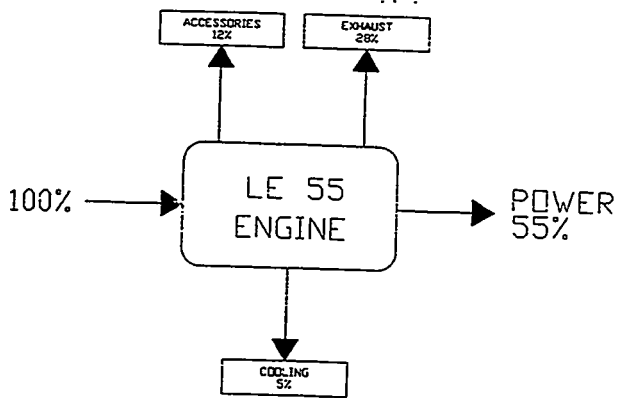 ACCESSORIES
12%
EXHAUST
28%
100%
LE 55
ENGINE
POWER
55%
COOLING
5%